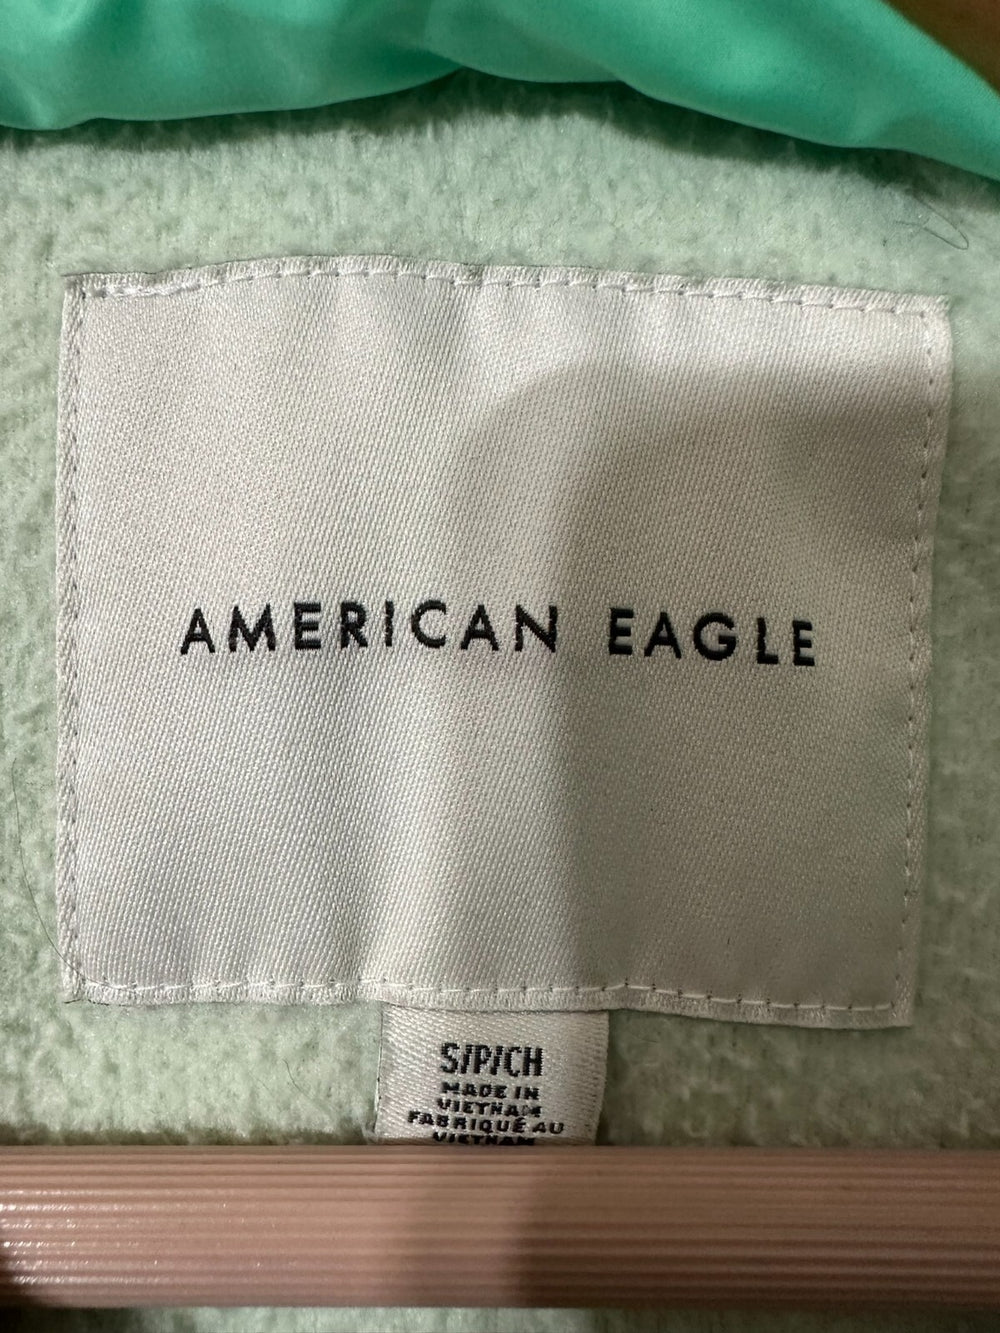 AMERICAN EAGLE
S/P/CH
MADE IN
VIETNAM
FABRIQUÉ AU
VIETNAM